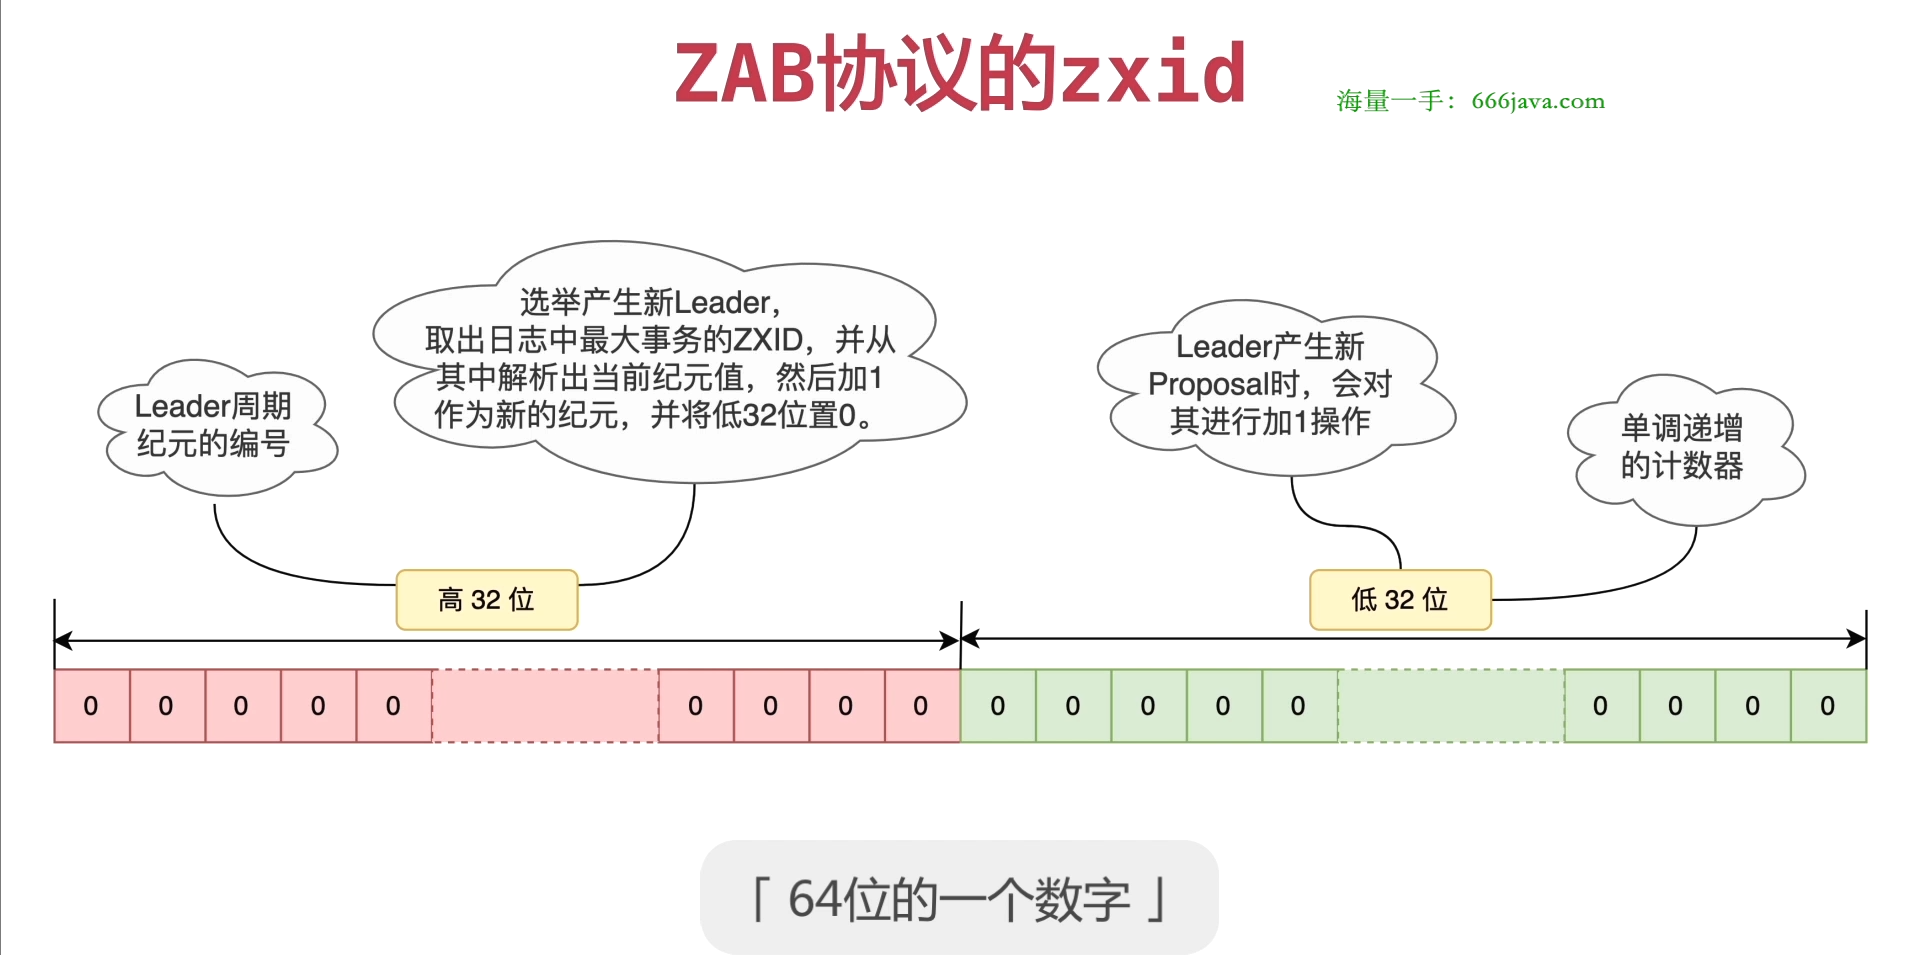 ZAB协议的zxid
海量一手：666java.com
选举产生新Leader，
取出日志中最大事务的ZXID，并从
其中解析出当前纪元值，然后加1
作为新的纪元，并将低32位置0。
Leader周期
纪元的编号
Leader产生新
Proposal时，会对
其进行加1操作
单调递增
的计数器
高 32 位
低 32 位
0 0 0 0 0 0 0 0 0 0 0 0 0 0 0 0 0 0
「 64位的一个数字 」